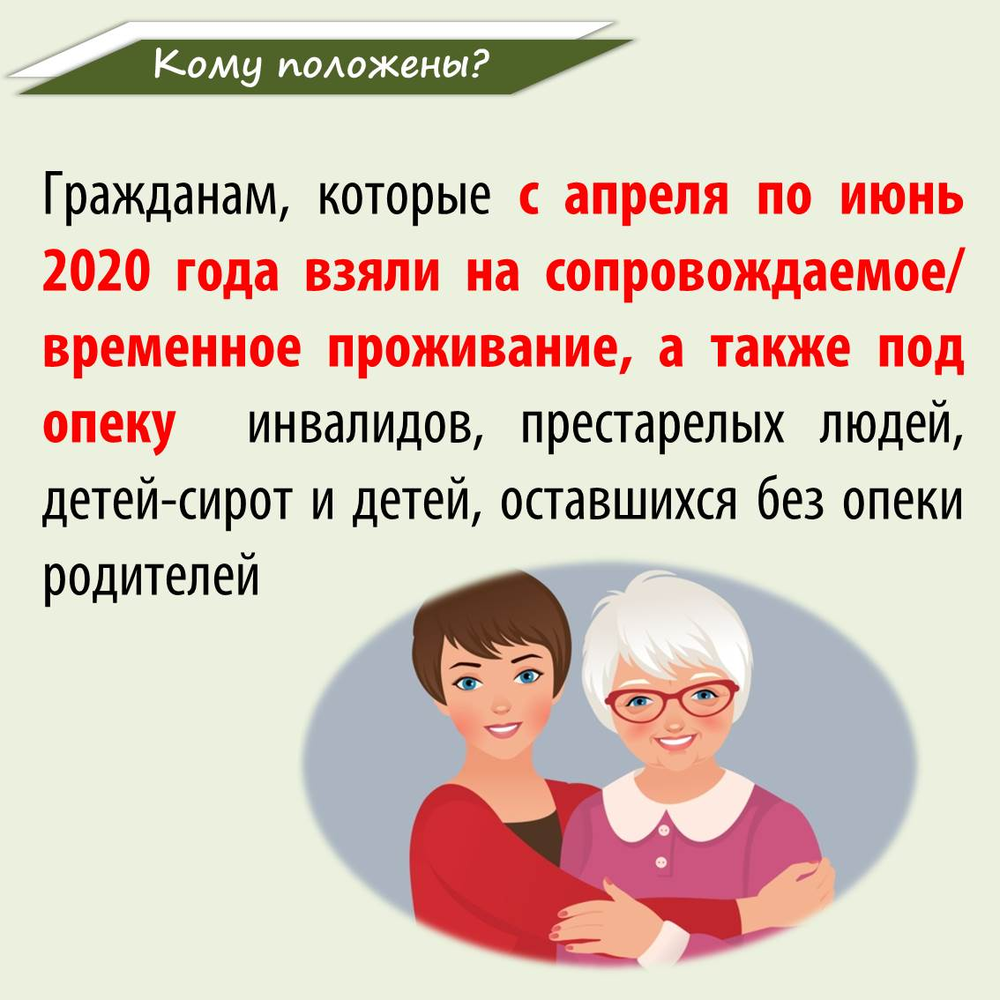 Кому положены?
Гражданам, которые с апреля по июнь
2020 года взяли на сопровождаемое/
временное проживание, а также под
опеку инвалидов, престарелых людей,
детей-сирот и детей, оставшихся без опеки
родителей